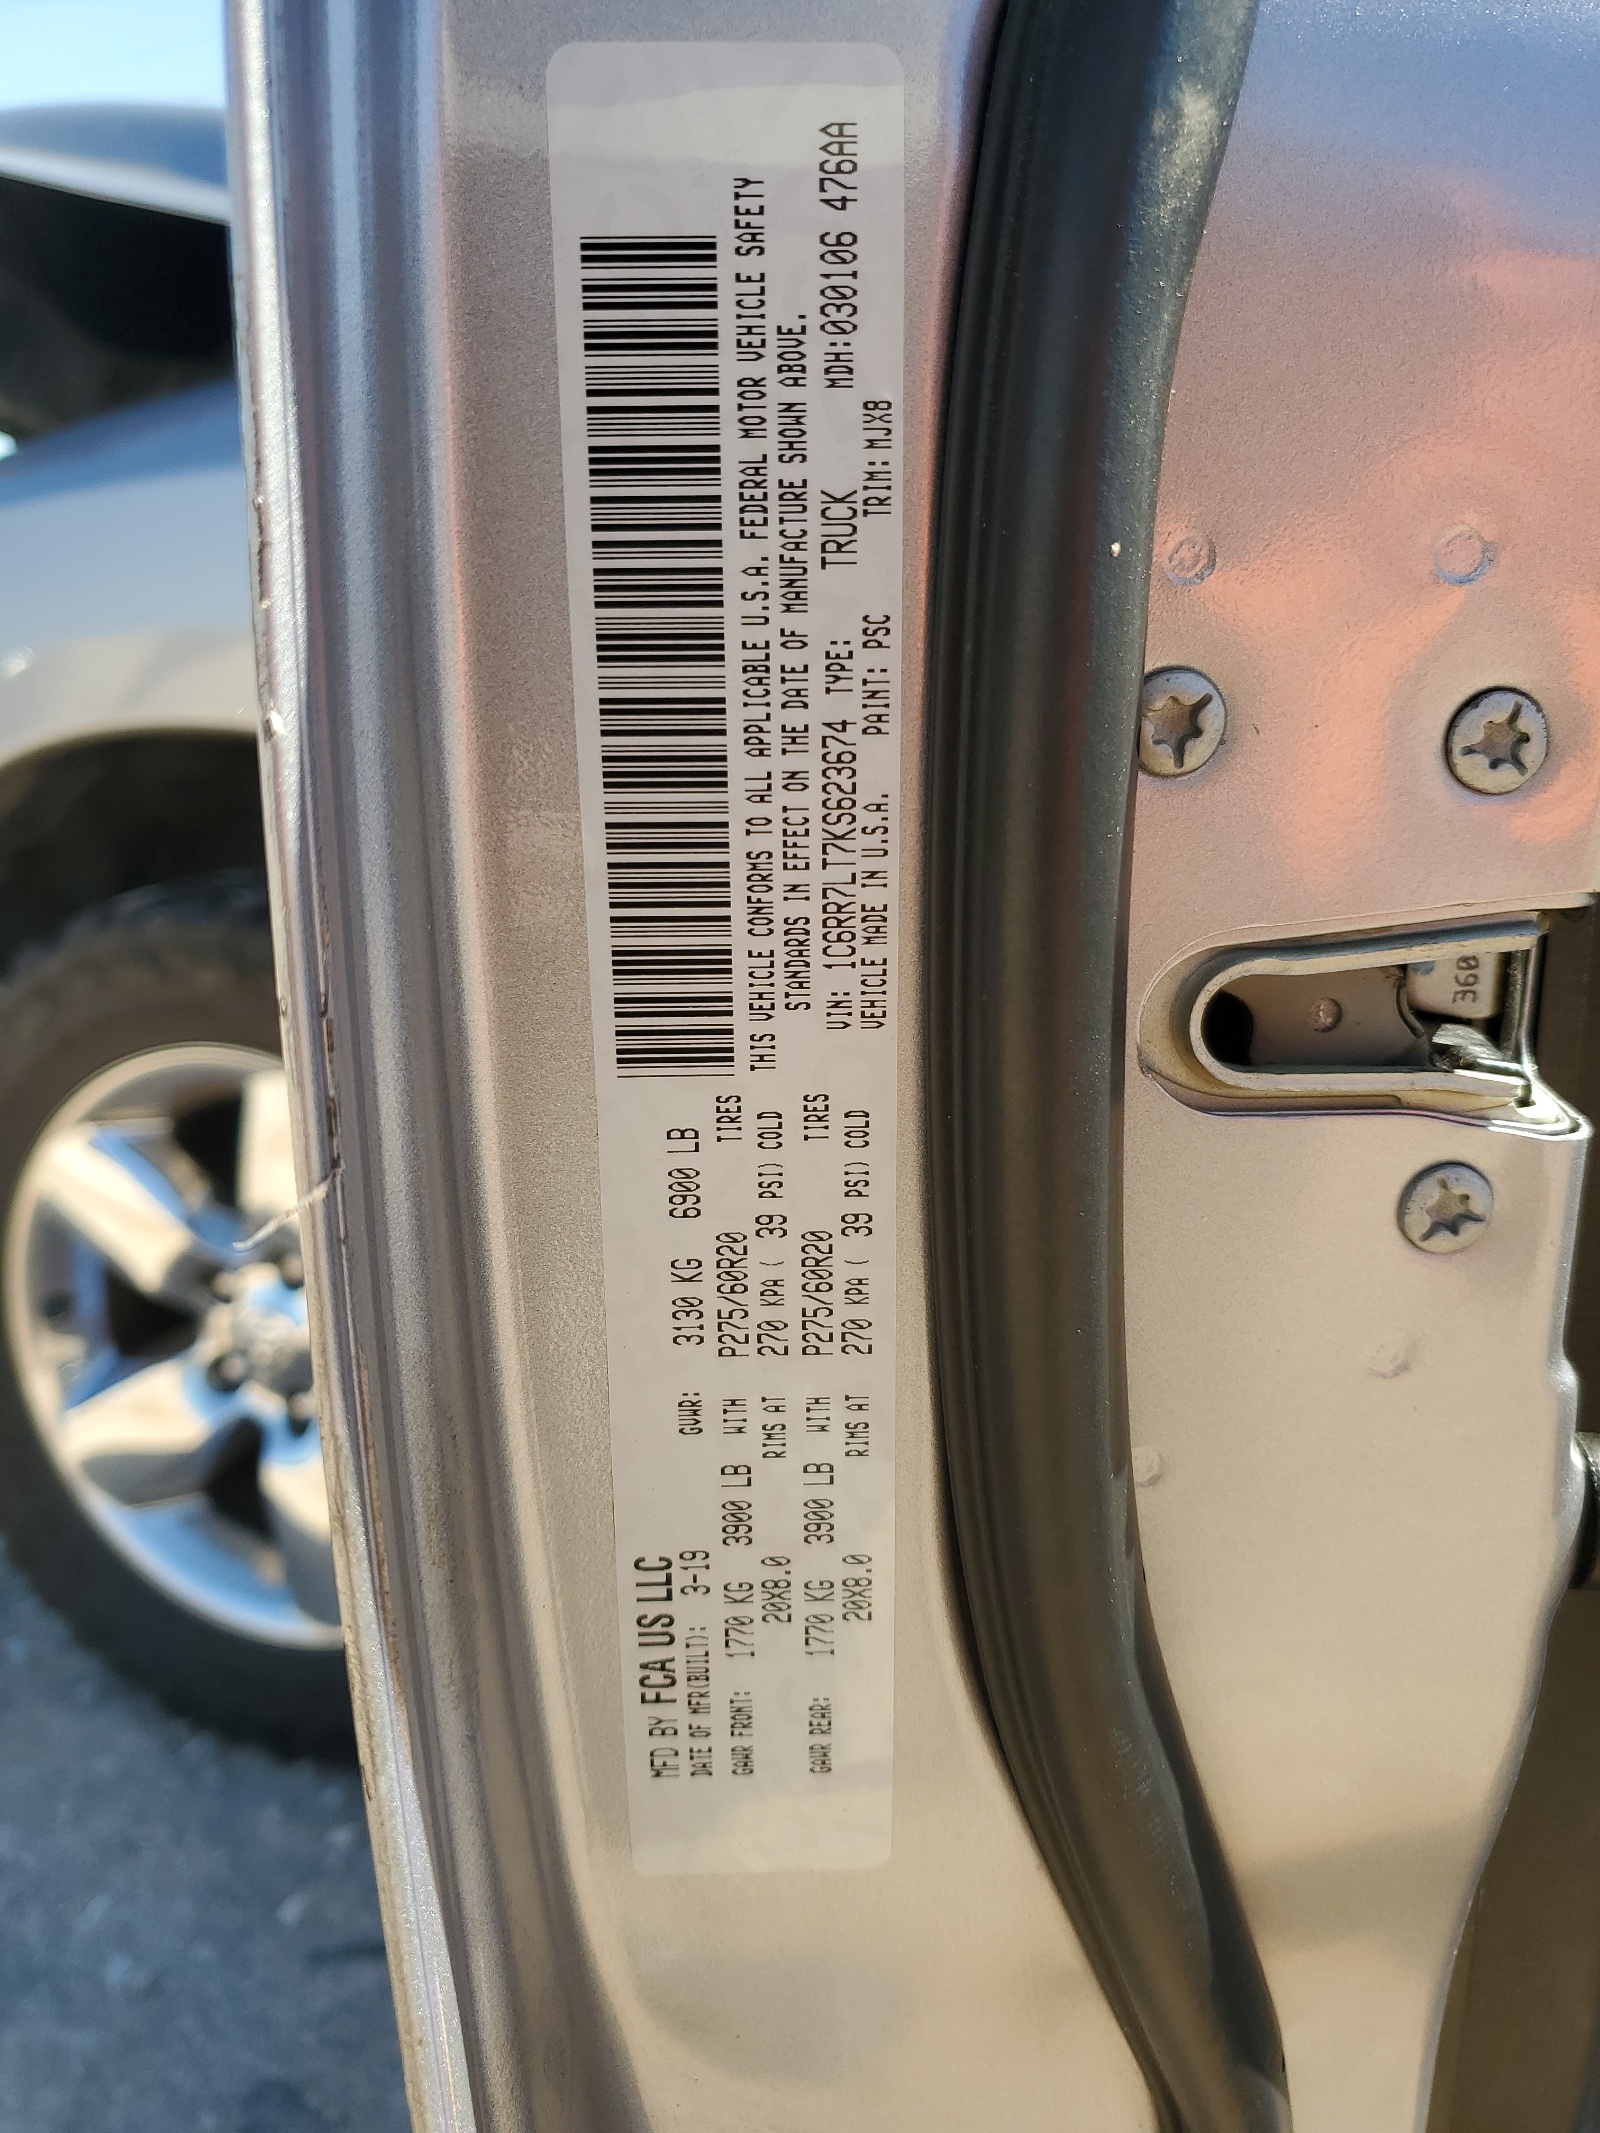 MFD BY FCA US LLC
DATE OF MFR(BUILT): 3-19 GVWR: 3130 KG 6900 LB
GAWR FRONT: 1770 KG 3900 LB WITH P275/60R20 TIRES
20X8.0 RIMS AT 270 KPA ( 39 PSI) COLD
GAWR REAR: 1770 KG 3900 LB WITH P275/60R20 TIRES
20X8.0 RIMS AT 270 KPA ( 39 PSI) COLD
THIS VEHICLE CONFORMS TO ALL APPLICABLE U.S.A. FEDERAL MOTOR VEHICLE SAFETY
STANDARDS IN EFFECT ON THE DATE OF MANUFACTURE SHOWN ABOVE.
VIN: 1C6RR7LT7KS623674 TYPE: TRUCK MDH:030106 476AA
VEHICLE MADE IN U.S.A. PAINT: PSC TRIM: MJX8
360